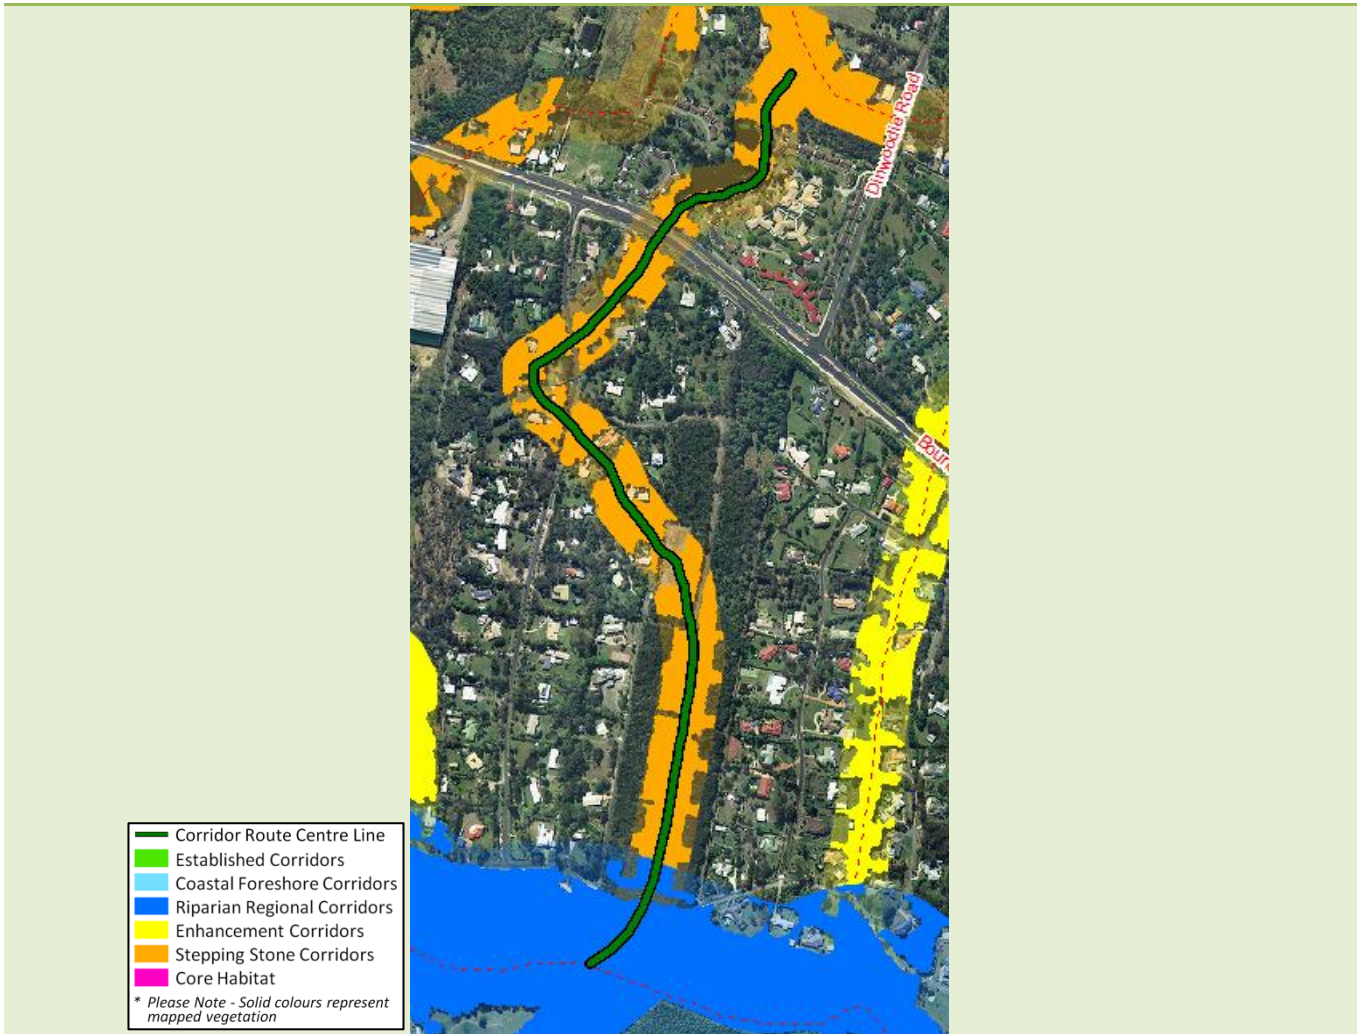 Dinwoodie Road
Boun
Corridor Route Centre Line
Established Corridors
Coastal Foreshore Corridors
Riparian Regional Corridors
Enhancement Corridors
Stepping Stone Corridors
Core Habitat
* Please Note - Solid colours represent
mapped vegetation